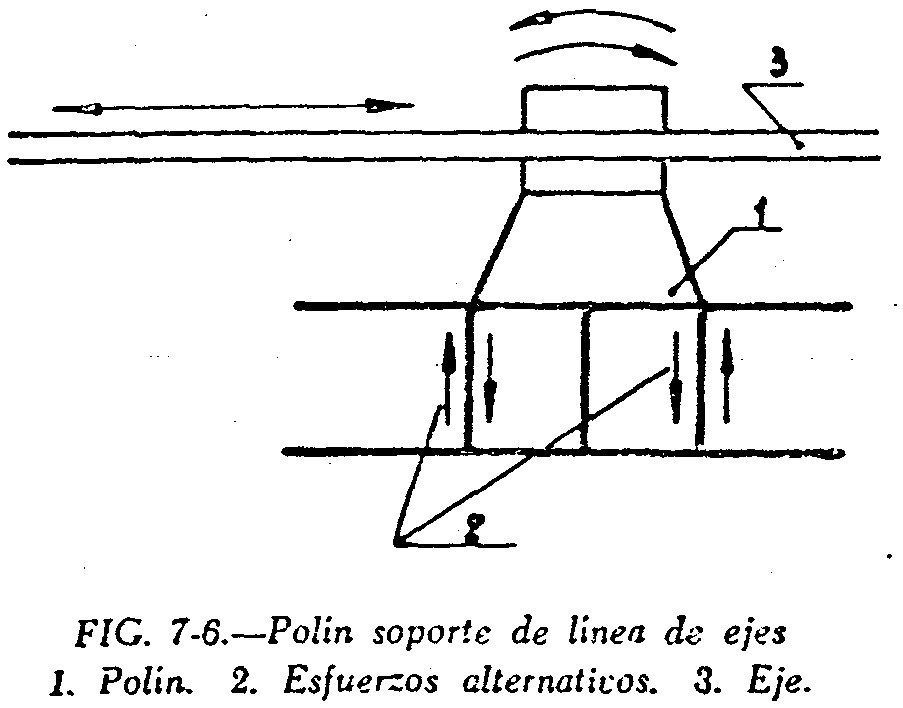 3
1
2
FIG. 7-6.—Polin soporte de linea de ejes
1. Polin. 2. Esfuerzos alternativos. 3. Eje.